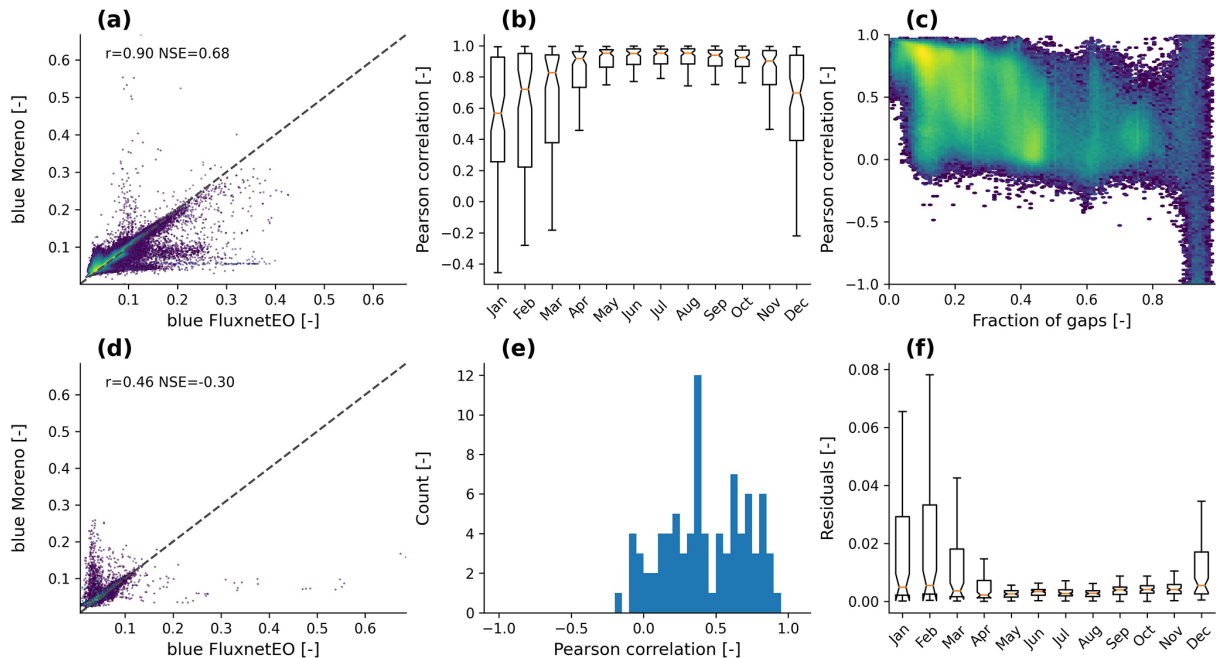 (a)
r=0.90 NSE=0.68
blue Moreno [-]
0.6
0.5
0.4
0.3
0.2
0.1
0.1 0.2 0.3 0.4 0.5 0.6
blue FluxnetEO [-]
(b)
Pearson correlation [-]
1.0
0.8
0.6
0.4
0.2
0.0
−0.2
−0.4
Jan Feb Mar Apr May Jun Jul Aug Sep Oct Nov Dec
(c)
Pearson correlation [-]
1.0
0.5
0.0
−0.5
−1.0
0.0 0.2 0.4 0.6 0.8
Fraction of gaps [-]
(d)
r=0.46 NSE=-0.30
blue Moreno [-]
0.6
0.5
0.4
0.3
0.2
0.1
0.1 0.2 0.3 0.4 0.5 0.6
blue FluxnetEO [-]
(e)
Count [-]
12
10
8
6
4
2
0
−1.0 −0.5 0.0 0.5 1.0
Pearson correlation [-]
(f)
Residuals [-]
0.08
0.06
0.04
0.02
0.00
Jan Feb Mar Apr May Jun Jul Aug Sep Oct Nov Dec